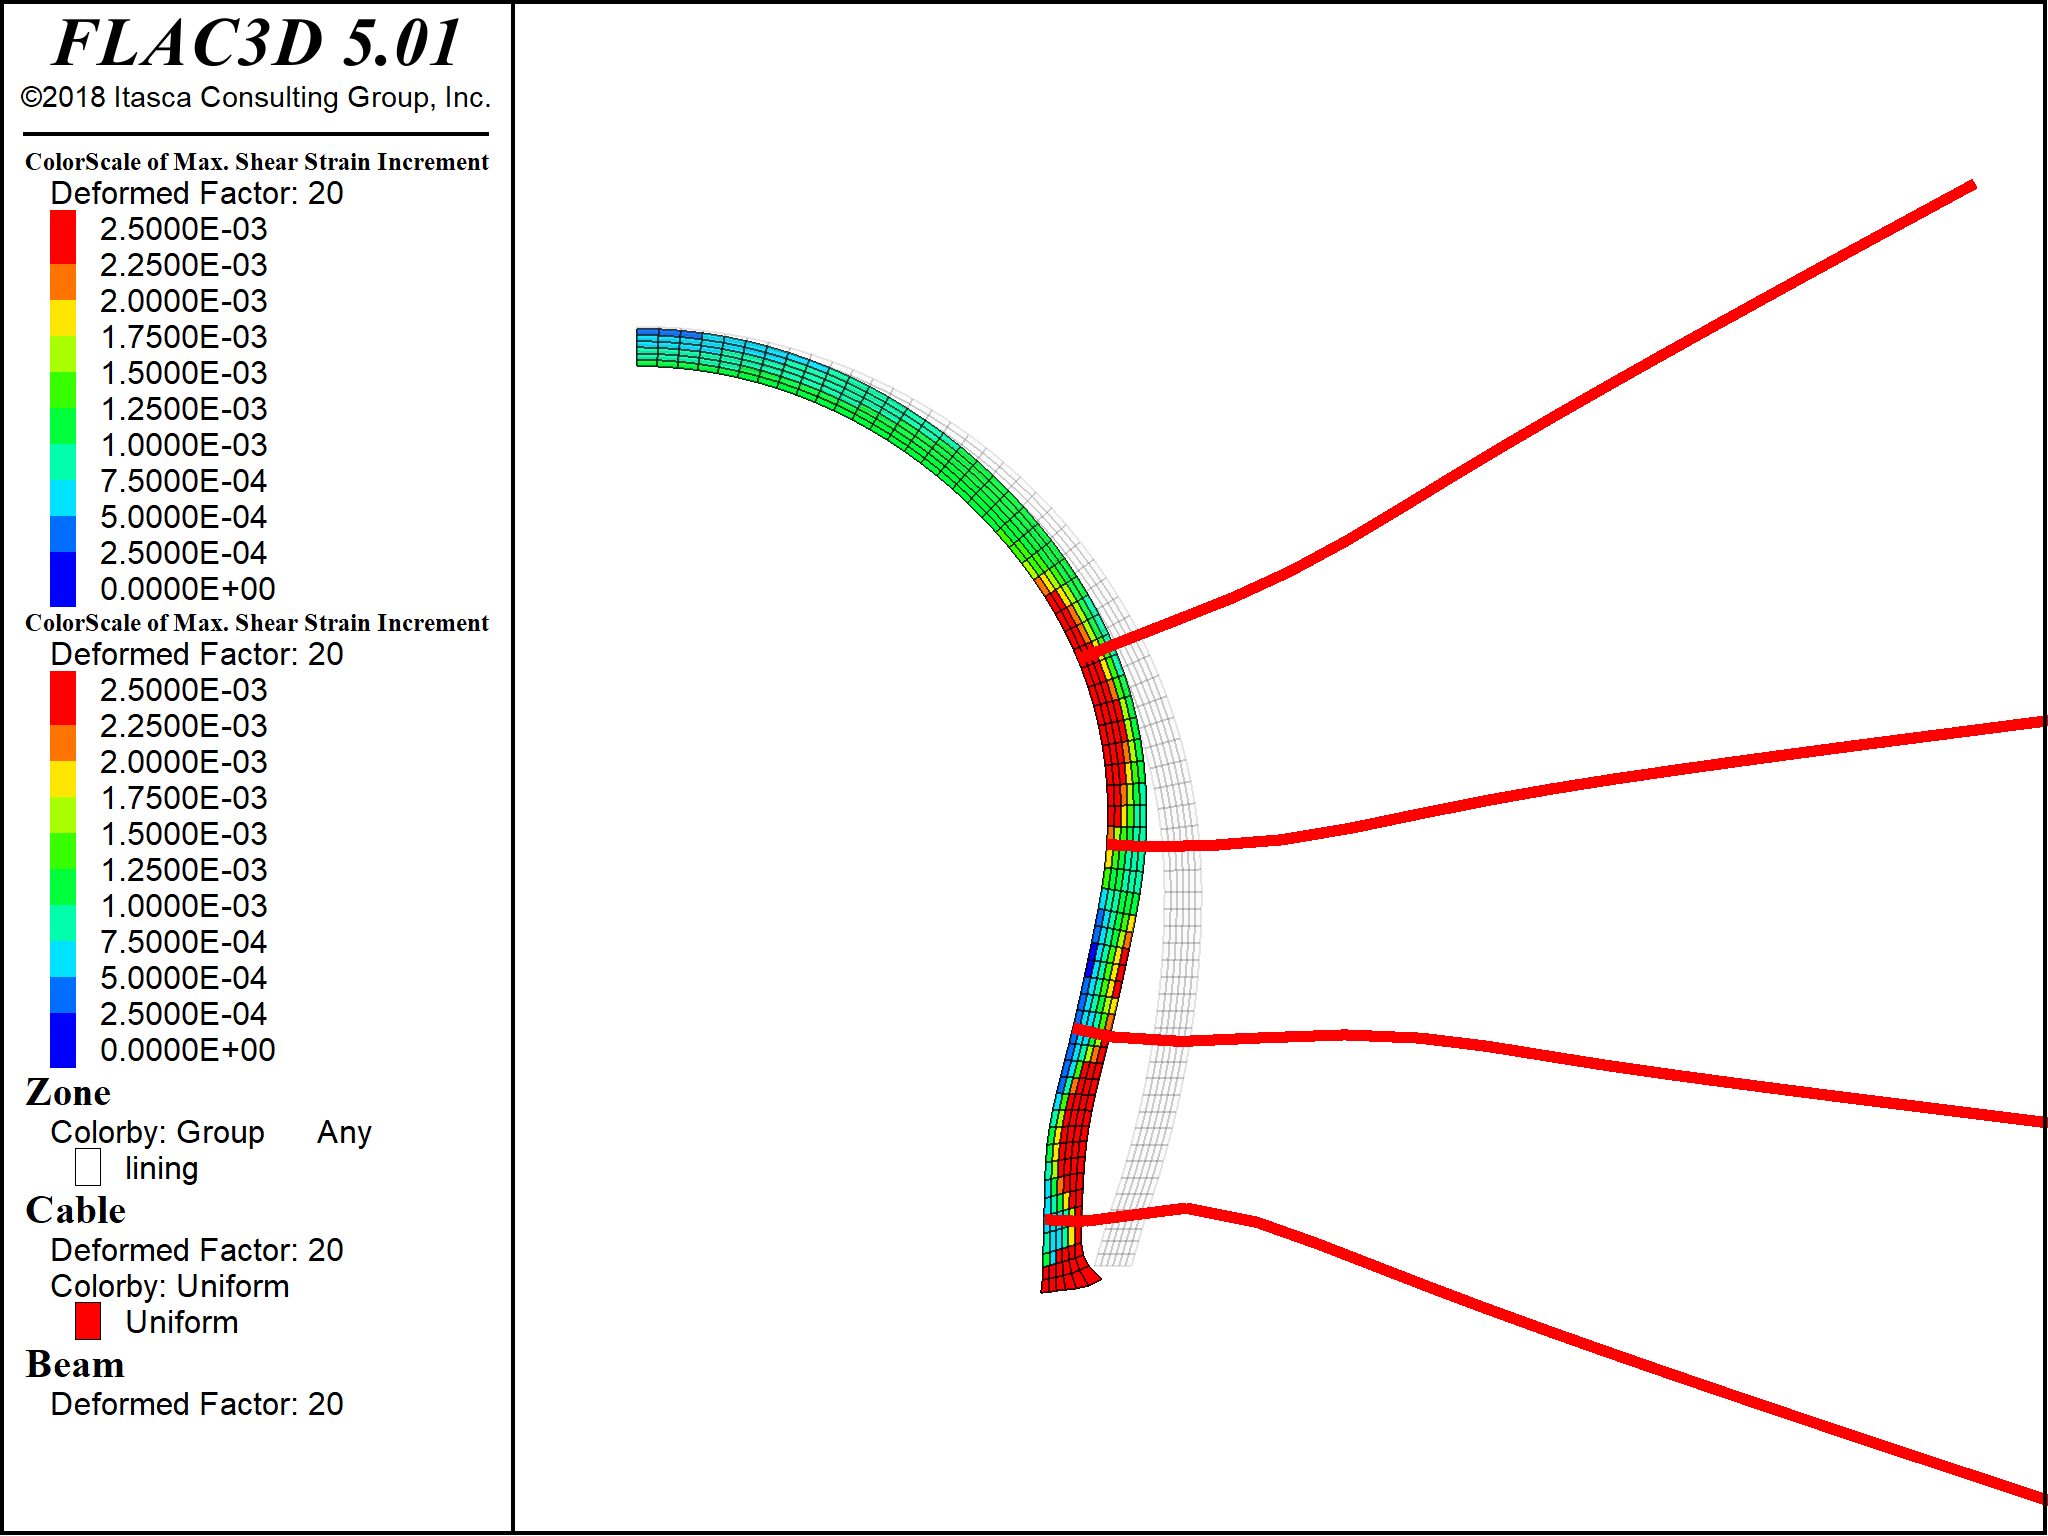 FLAC3D 5.01
©2018 Itasca Consulting Group, Inc.
ColorScale of Max. Shear Strain Increment
Deformed Factor: 20
2.5000E-03
2.2500E-03
2.0000E-03
1.7500E-03
1.5000E-03
1.2500E-03
1.0000E-03
7.5000E-04
5.0000E-04
2.5000E-04
0.0000E+00
ColorScale of Max. Shear Strain Increment
Deformed Factor: 20
2.5000E-03
2.2500E-03
2.0000E-03
1.7500E-03
1.5000E-03
1.2500E-03
1.0000E-03
7.5000E-04
5.0000E-04
2.5000E-04
0.0000E+00
Zone
Colorby: Group Any
lining
Cable
Deformed Factor: 20
Colorby: Uniform
Uniform
Beam
Deformed Factor: 20